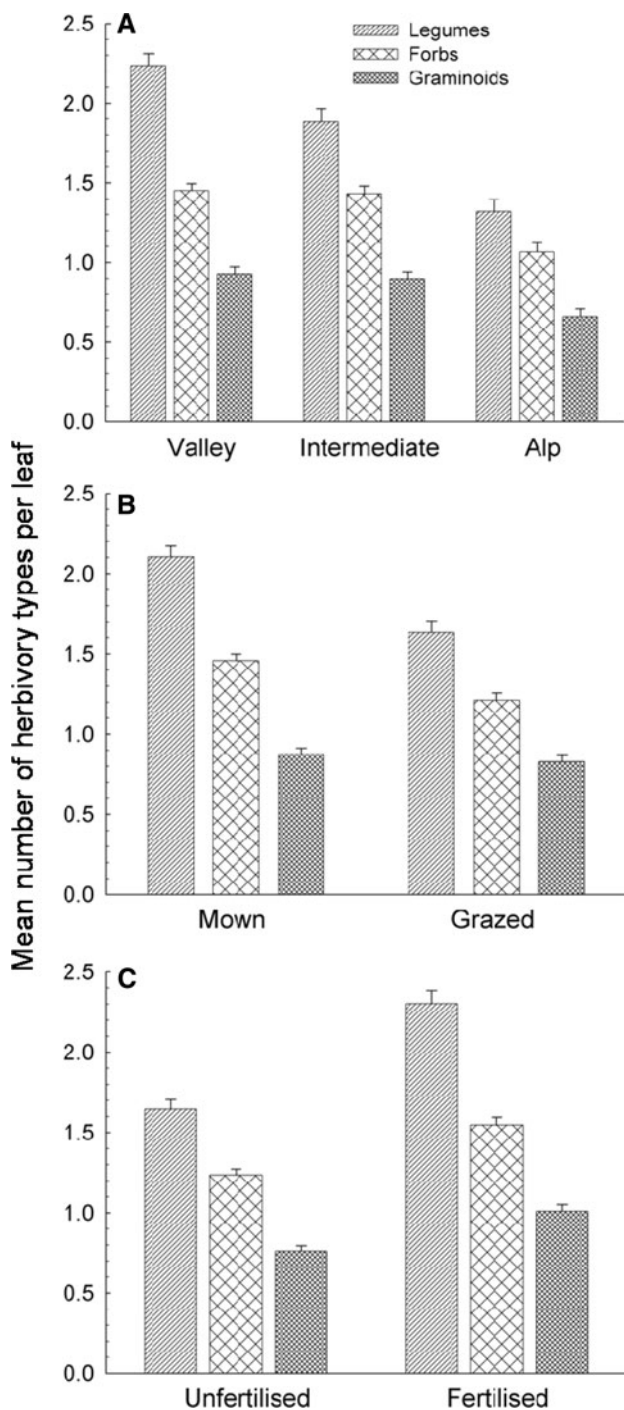 A
Legumes
Forbs
Graminoids
2.5
2.0
1.5
1.0
0.5
0.0
Valley Intermediate Alp
Mean number of herbivory types per leaf
B
2.5
2.0
1.5
1.0
0.5
0.0
Mown Grazed
C
2.5
2.0
1.5
1.0
0.5
0.0
Unfertilised Fertilised